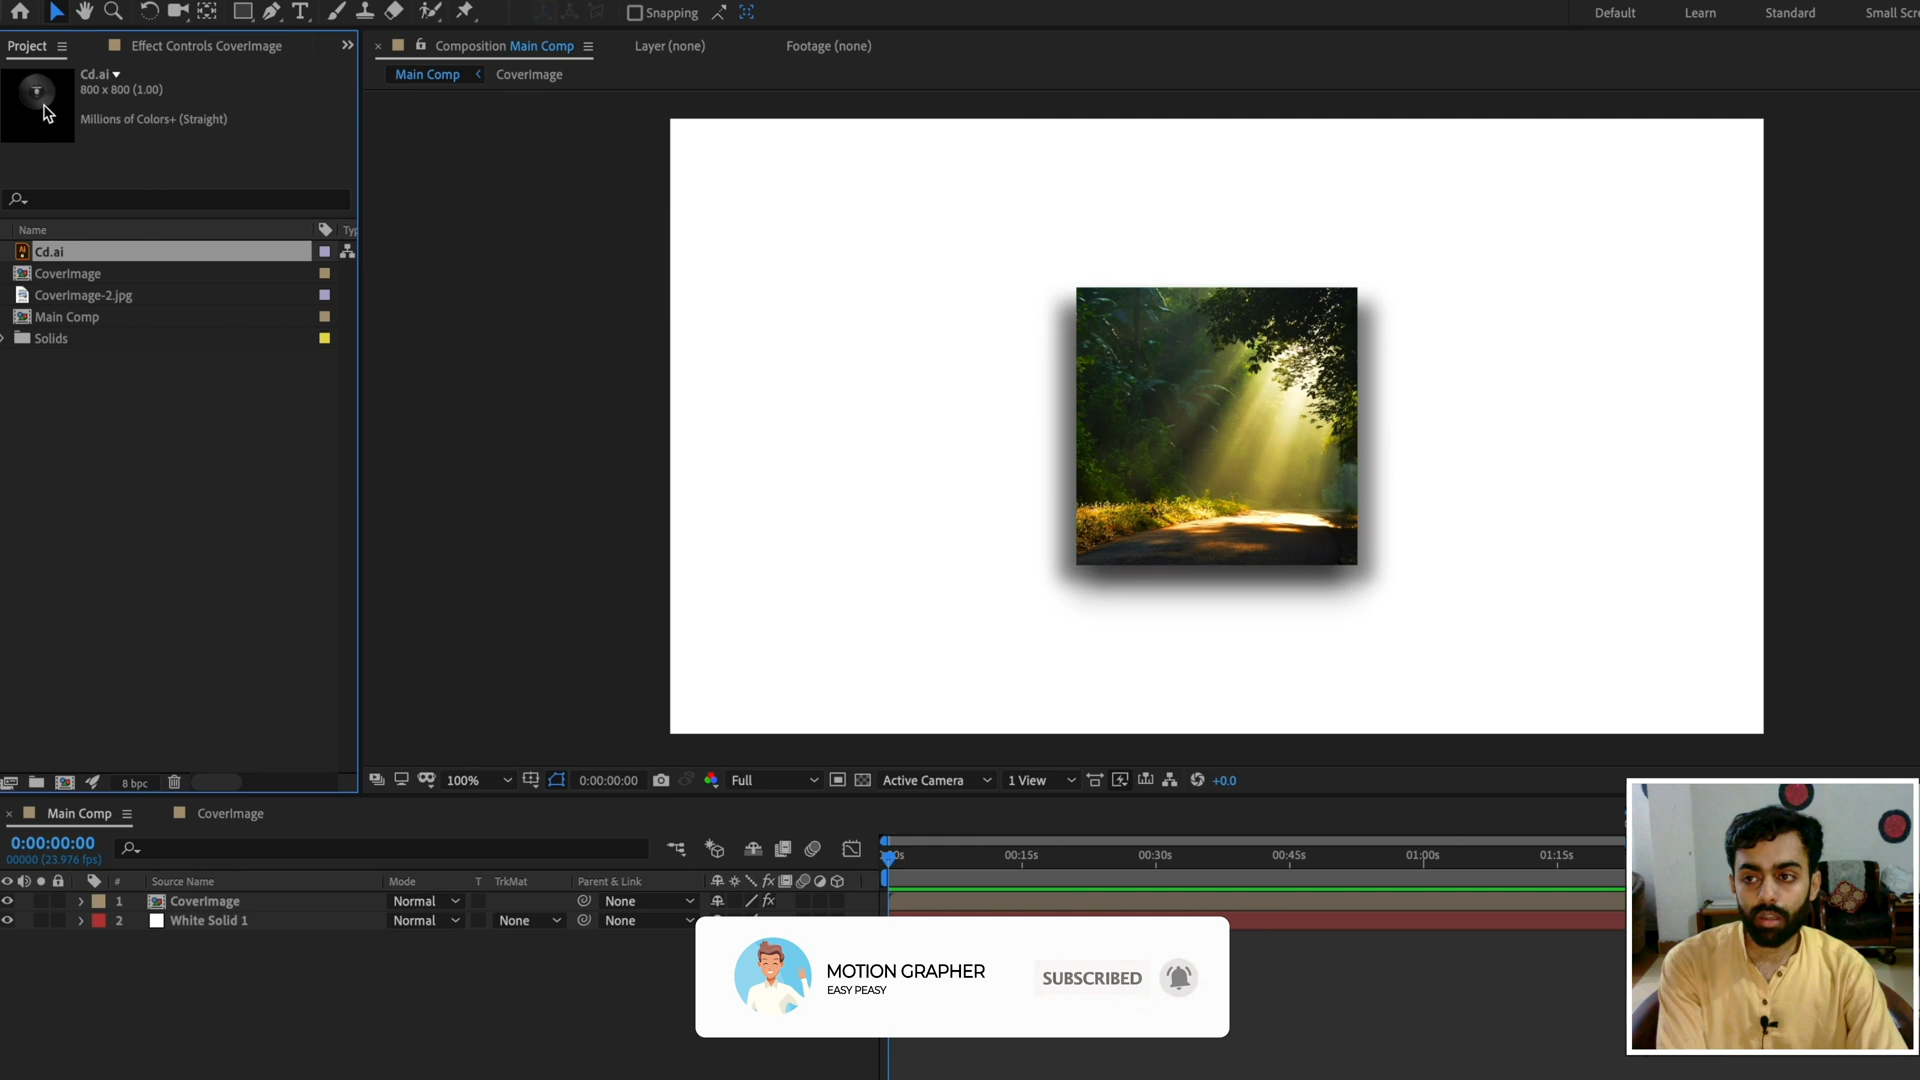 Snapping
Default
Learn
Standard
Small Scre
Project
Effect Controls CoverImage
Composition Main Comp
Layer (none)
Footage (none)
Cd.ai
800 x 800 (1.00)
Millions of Colors+ (Straight)
Main Comp
CoverImage
Name
Typ
Cd.ai
CoverImage
CoverImage-2.jpg
Main Comp
Solids
8 bpc
100%
0:00:00:00
Full
Active Camera
1 View
+0.0
Main Comp
CoverImage
0:00:00:00
00000 (23.976 fps)
00:15s
00:30s
00:45s
01:00s
01:15s
#
Source Name
Mode
T
TrkMat
Parent & Link
1
CoverImage
Normal
None
2
White Solid 1
Normal
None
None
MOTION GRAPHER
EASY PEASY
SUBSCRIBED